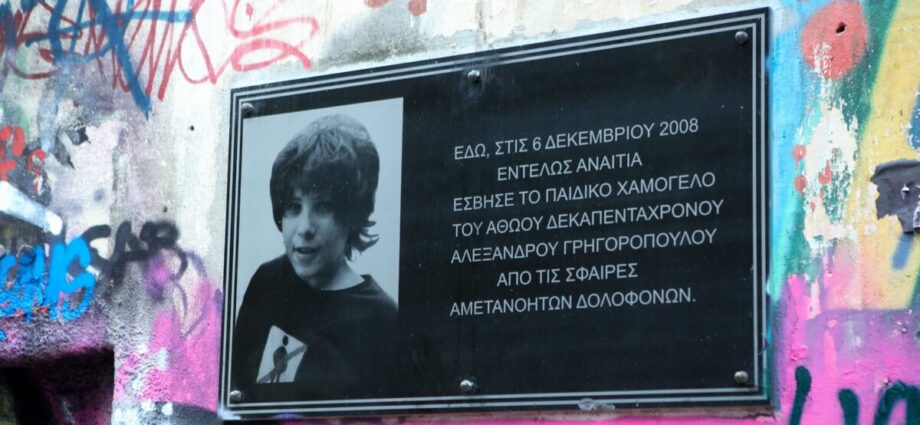 ΕΔΩ, ΣΤΙΣ 6 ΔΕΚΕΜΒΡΙΟΥ 2008
ΕΝΤΕΛΩΣ ΑΝΑΙΤΙΑ
ΕΣΒΗΣΕ ΤΟ ΠΑΙΔΙΚΟ ΧΑΜΟΓΕΛΟ
ΤΟΥ ΑΘΩΟΥ ΔΕΚΑΠΕΝΤΑΧΡΟΝΟΥ
ΑΛΕΞΑΝΔΡΟΥ ΓΡΗΓΟΡΟΠΟΥΛΟΥ
ΑΠΟ ΤΙΣ ΣΦΑΙΡΕΣ
ΑΜΕΤΑΝΟΗΤΩΝ ΔΟΛΟΦΟΝΩΝ.